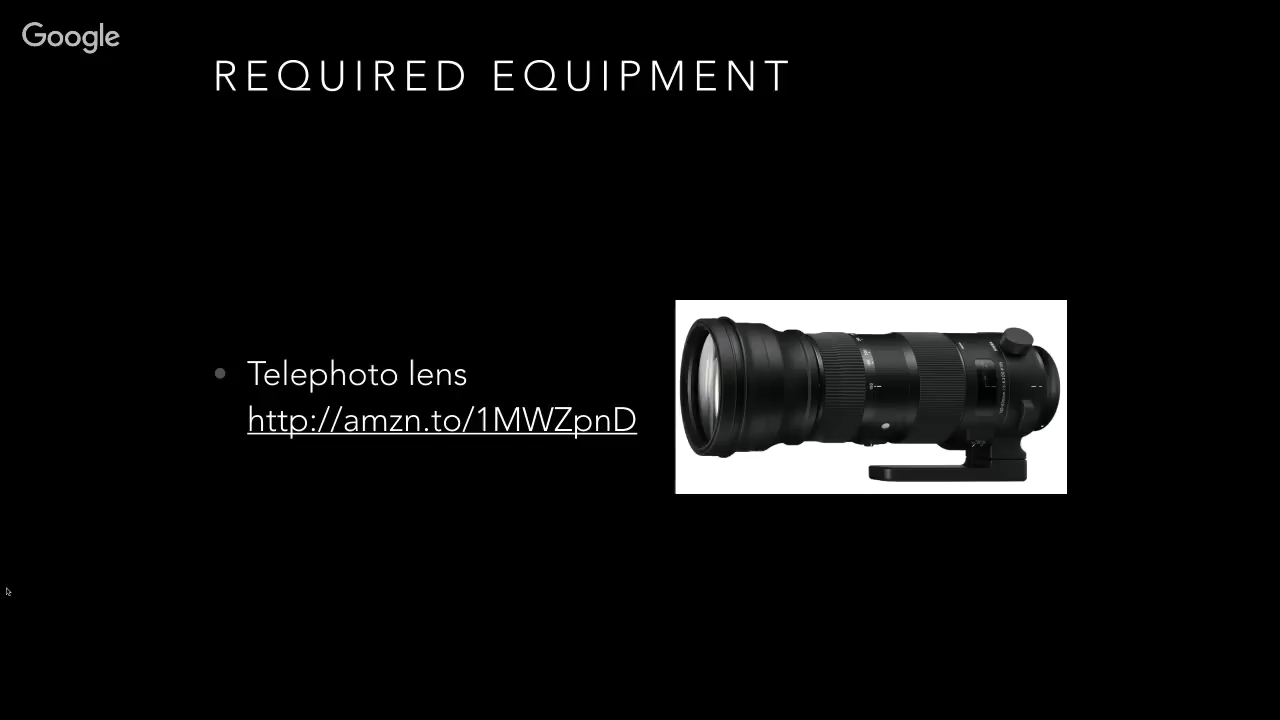 Google
REQUIRED EQUIPMENT
Telephoto lens
http://amzn.to/1MWZpnD